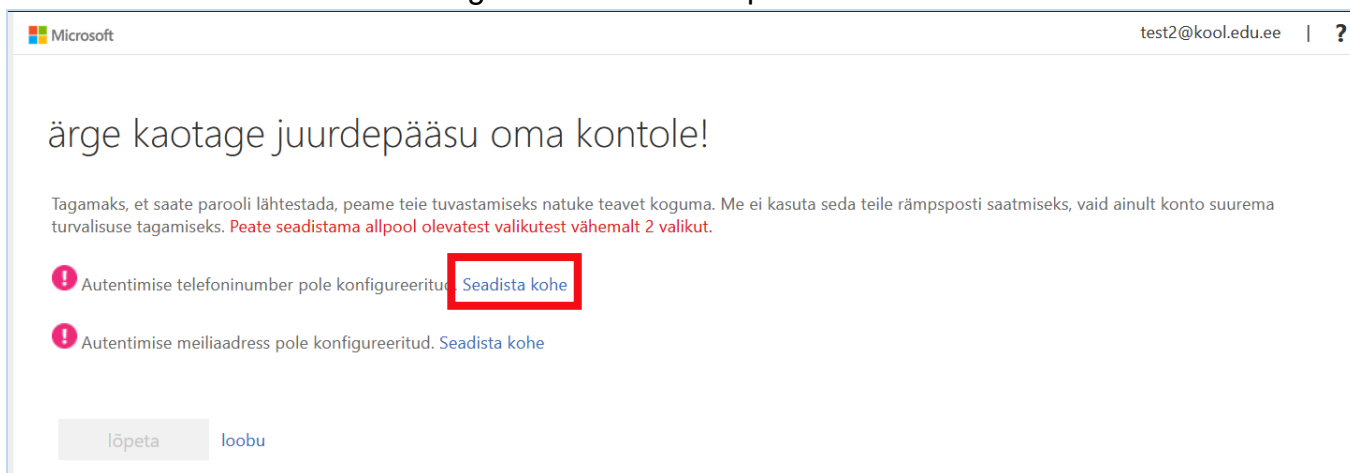 Microsoft
test2@kool.edu.ee | ?
ärge kaotage juurdepääsu oma kontole!
Tagamaks, et saate parooli lähtestada, peame teie tuvastamiseks natuke teavet koguma. Me ei kasuta seda teile rämpsposti saatmiseks, vaid ainult konto suurema
turvalisuse tagamiseks. Peate seadistama allpool olevatest valikutest vähemalt 2 valikut.
! Autentimise telefoninumber pole konfigureeritud. Seadista kohe
! Autentimise meiliaadress pole konfigureeritud. Seadista kohe
lõpeta loobu